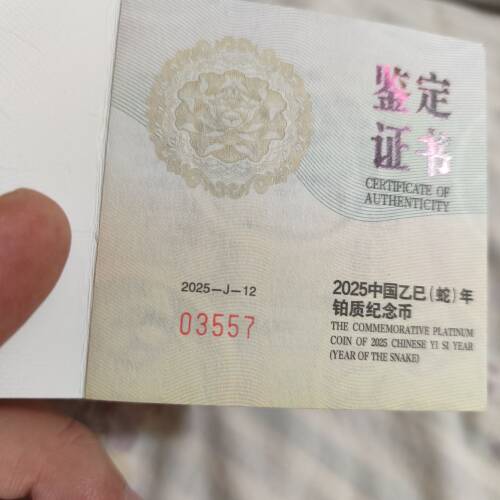 鉴定
证书
CERTIFICATE OF
AUTHENTICITY
2025-J-12
03557
2025中国乙巳(蛇)年
铂质纪念币
THE COMMEMORATIVE PLATINUM
COIN OF 2025 CHINESE YI SI YEAR
(YEAR OF THE SNAKE)